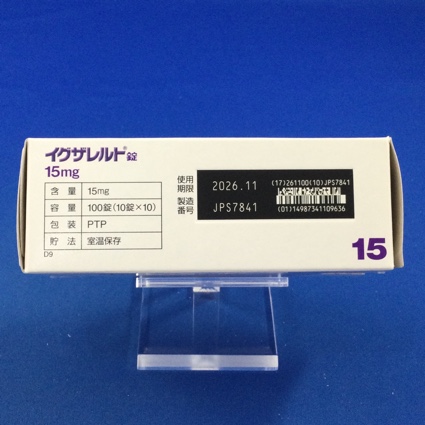 イグザレルト®錠
15mg
含 量 15mg
容 量 100錠(10錠×10)
包 装 PTP
貯 法 室温保存
D9
使用期限 2026.11
製造番号 JPS7841
(17)261100(10)JPS7841
(01)14987341109636
15